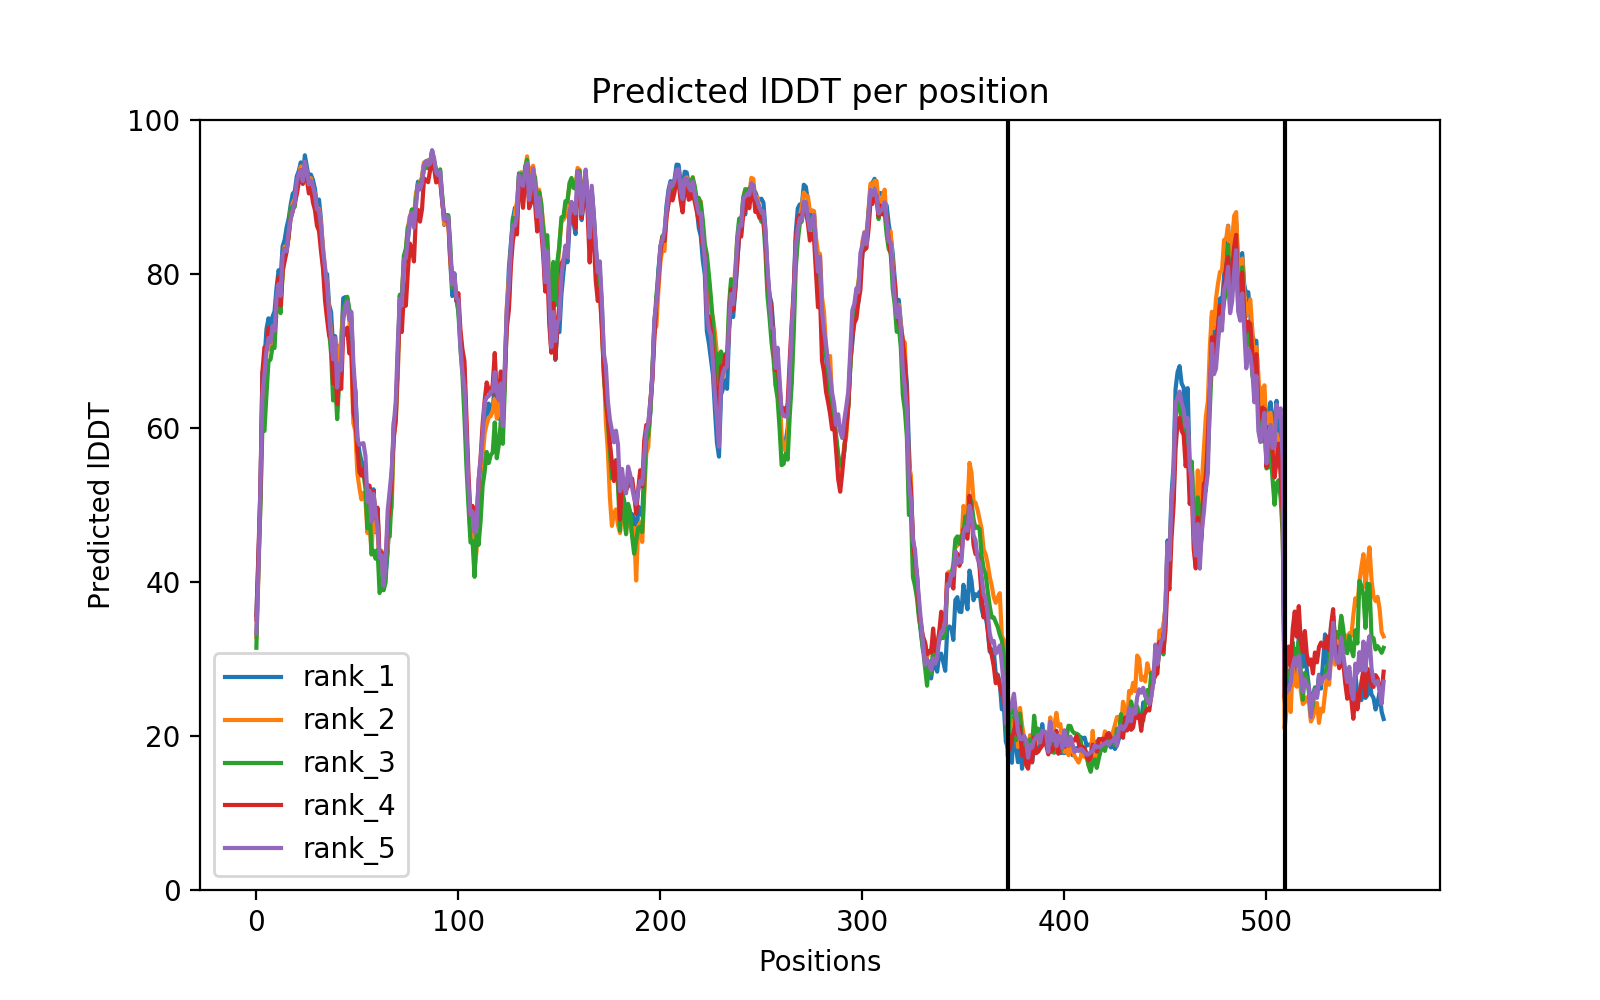 Predicted lDDT per position
100
80
60
40
20
0
Predicted lDDT
rank_1
rank_2
rank_3
rank_4
rank_5
0 100 200 300 400 500
Positions